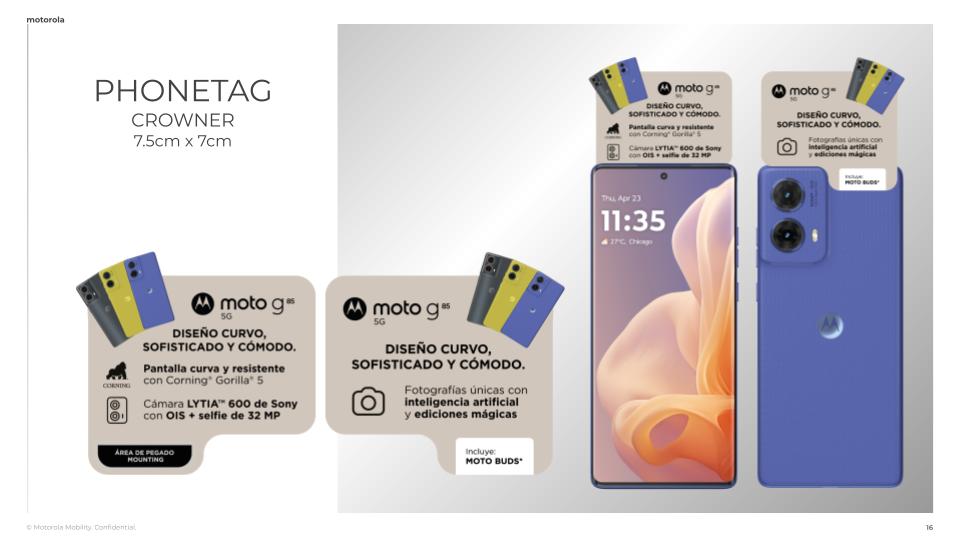 motorola
PHONETAG
CROWNER
7.5cm x 7cm
moto g85
5G
DISEÑO CURVO,
SOFISTICADO Y CÓMODO.
CORNING
Pantalla curva y resistente
con Corning® Gorilla® 5
Cámara LYTIA™ 600 de Sony
con OIS + selfie de 32 MP
ÁREA DE PEGADO
MOUNTING
moto g85
5G
DISEÑO CURVO,
SOFISTICADO Y CÓMODO.
Fotografías únicas con
inteligencia artificial
y ediciones mágicas
Incluye:
MOTO BUDS*
moto g85
5G
DISEÑO CURVO,
SOFISTICADO Y CÓMODO.
CORNING
Pantalla curva y resistente
con Corning® Gorilla® 5
Cámara LYTIA™ 600 de Sony
con OIS + selfie de 32 MP
Thu, Apr 23
11:35
27°C, Chicago
moto g85
5G
DISEÑO CURVO,
SOFISTICADO Y CÓMODO.
Fotografías únicas con
inteligencia artificial
y ediciones mágicas
Incluye:
MOTO BUDS*
© Motorola Mobility. Confidential.
16